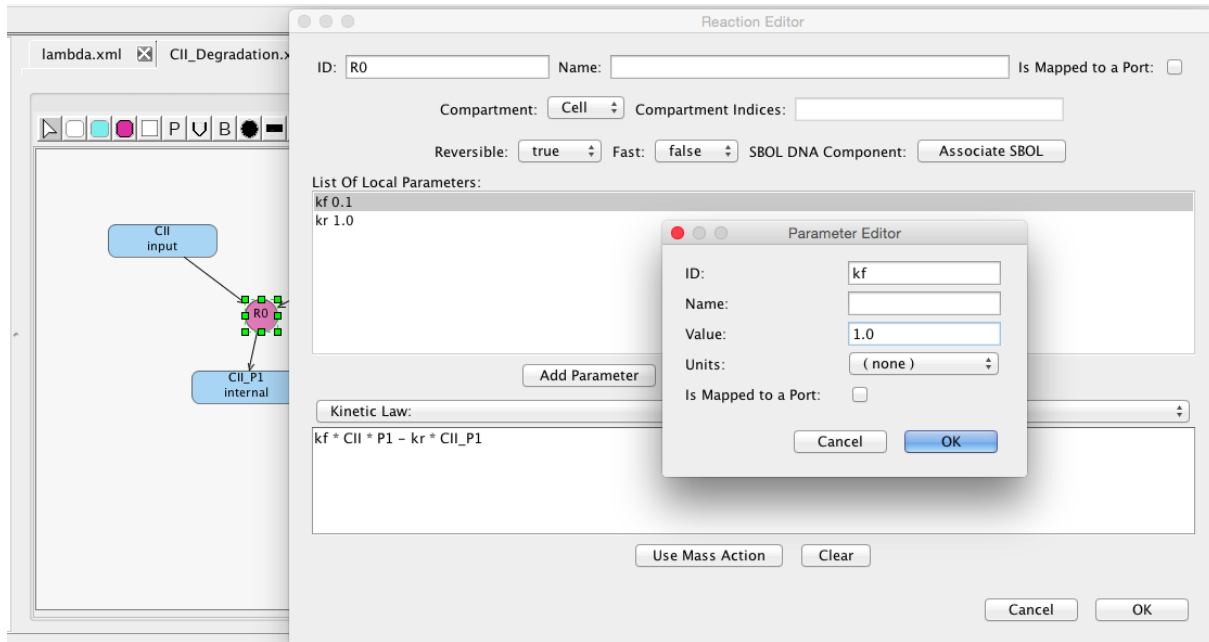 Reaction Editor
lambda.xml CII_Degradation.x
ID: R0 Name: Is Mapped to a Port:
Compartment: Cell Compartment Indices:
P V B
Reversible: true Fast: false SBOL DNA Component: Associate SBOL
List Of Local Parameters:
kf 0.1
kr 1.0
Parameter Editor
ID: kf
Name:
Value: 1.0
Units: ( none )
Is Mapped to a Port:
Cancel OK
CII
input
R0
CII_P1
internal
Add Parameter
Kinetic Law:
kf * CII * P1 - kr * CII_P1
Use Mass Action Clear
Cancel OK